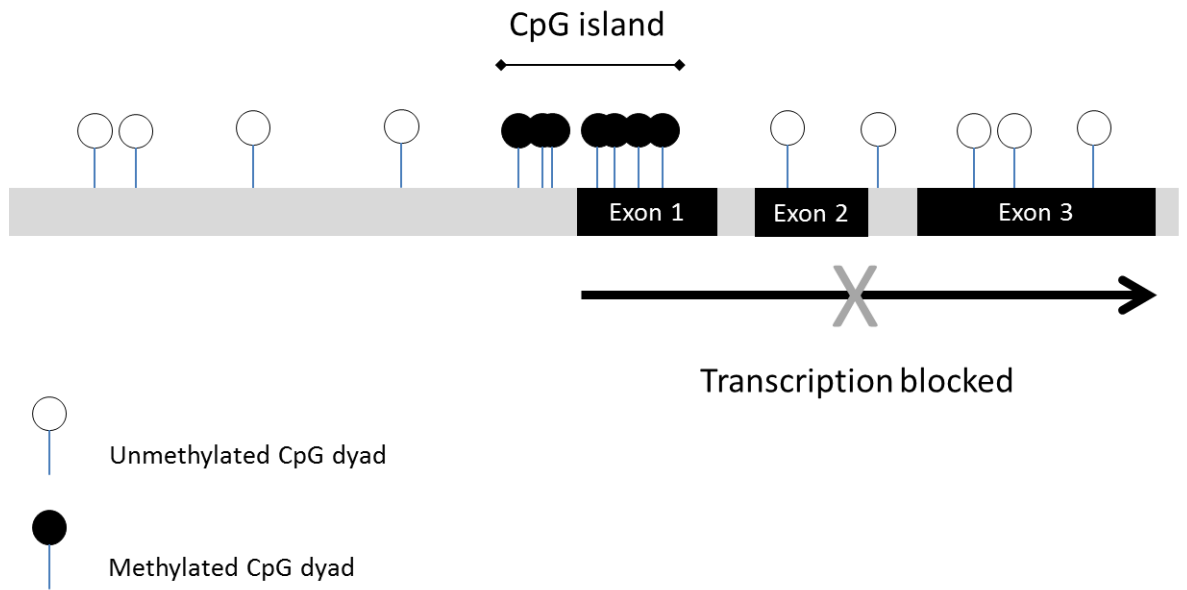 CpG island
Exon 1
Exon 2
Exon 3
X
Transcription blocked
Unmethylated CpG dyad
Methylated CpG dyad